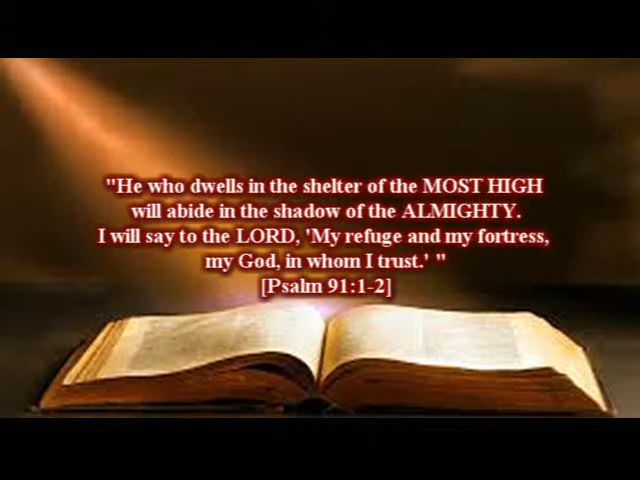 "He who dwells in the shelter of the MOST HIGH
will abide in the shadow of the ALMIGHTY.
I will say to the LORD, 'My refuge and my fortress,
my God, in whom I trust.' "
[Psalm 91:1-2]